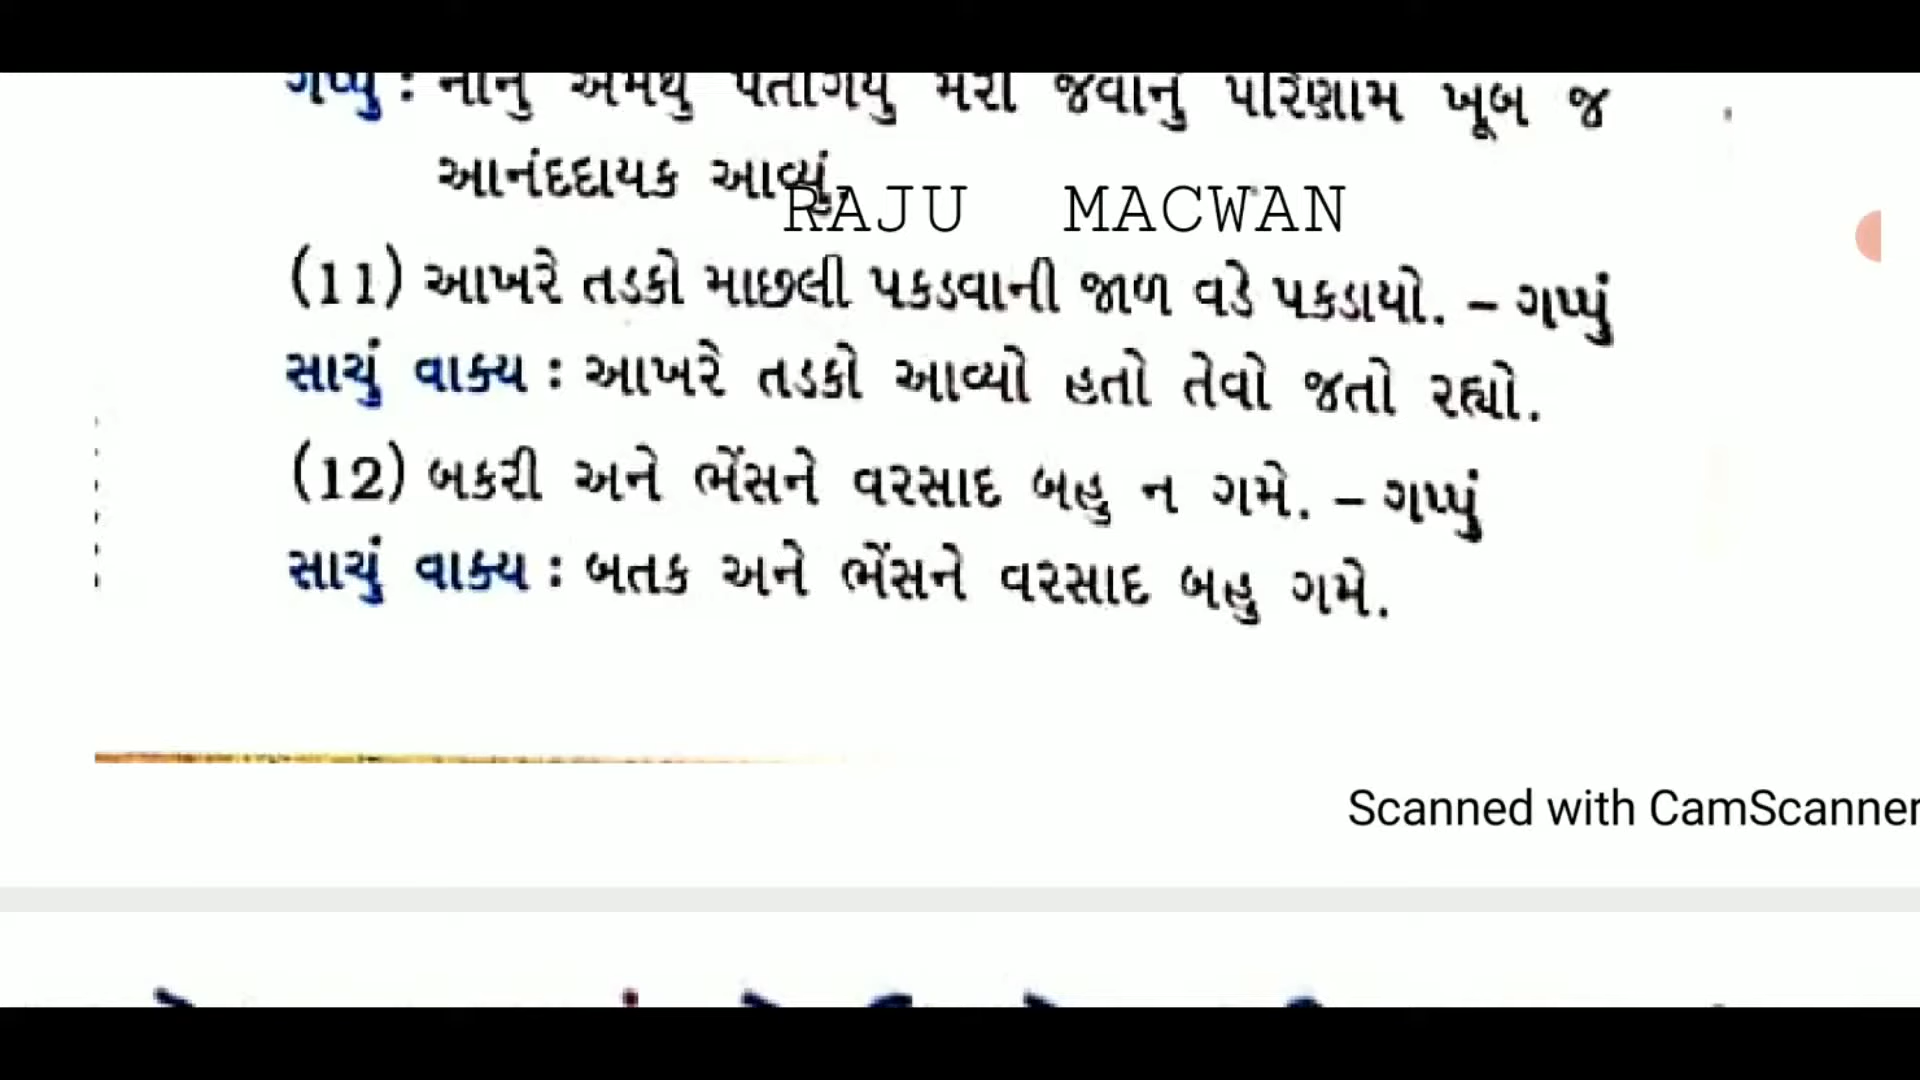 ગપ્પું : નાનું અમથું પતંગિયું મરી જવાનું પરિણામ ખૂબ જ
આનંદદાયક આવ્યું.
RAJU MACWAN
(11) આખરે તડકો માછલી પકડવાની જાળ વડે પકડાયો. – ગપ્પું
સાચું વાક્ય : આખરે તડકો આવ્યો હતો તેવો જતો રહ્યો.
(12) બકરી અને ભેંસને વરસાદ બહુ ન ગમે. – ગપ્પું
સાચું વાક્ય : બતક અને ભેંસને વરસાદ બહુ ગમે.
Scanned with CamScanner